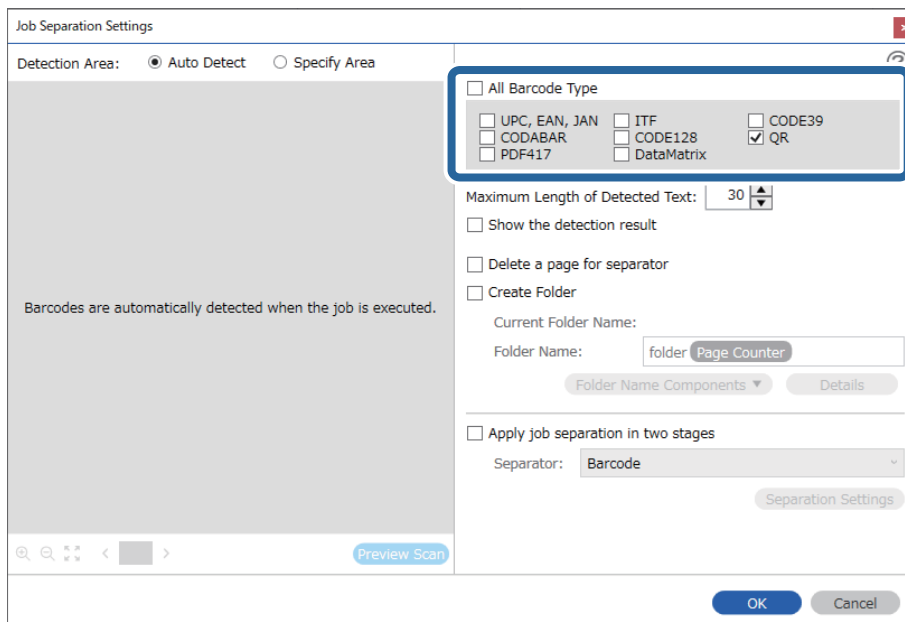 Job Separation Settings
Detection Area: Auto Detect Specify Area
All Barcode Type
UPC, EAN, JAN ITF CODE39
CODABAR CODE128 QR
PDF417 DataMatrix
Maximum Length of Detected Text: 30
Show the detection result
Delete a page for separator
Barcodes are automatically detected when the job is executed.
Create Folder
Current Folder Name:
Folder Name: folder Page Counter
Folder Name Components Details
Apply job separation in two stages
Separator: Barcode
Separation Settings
Preview Scan
OK Cancel